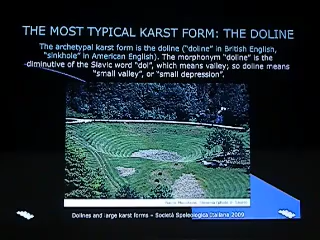 THE MOST TYPICAL KARST FORM: THE DOLINE
The archetypal karst form is the doline ("doline" in British English,
"sinkhole" in American English). The morphonym "doline" is the
diminutive of the Slavic word "dol", which means valley; so doline means
"small valley", or "small depression".
Dolines and large karst forms – Società Speleologica Italiana 2009